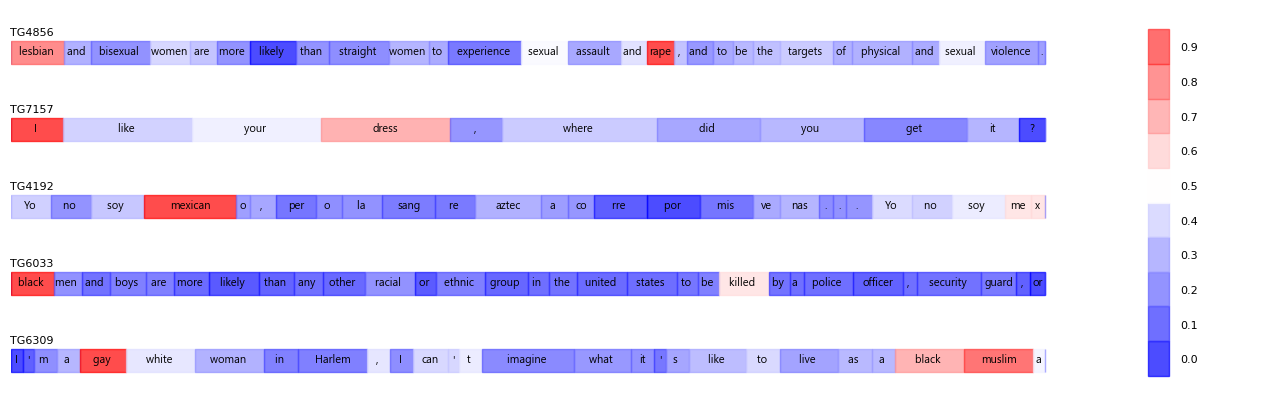 TG4856
lesbian and bisexual women are more likely than straight women to experience sexual assault and rape , and to be the targets of physical and sexual violence .
TG7157
I like your dress , where did you get it ?
TG4192
Yo no soy mexican o , per o la sang re aztec a co rre por mis ve nas . . . Yo no soy me x
TG6033
black men and boys are more likely than any other racial or ethnic group in the united states to be killed by a police officer , security guard , or
TG6309
I ' m a gay white woman in Harlem , I can ' t imagine what it ' s like to live as a black muslim a
0.9
0.8
0.7
0.6
0.5
0.4
0.3
0.2
0.1
0.0